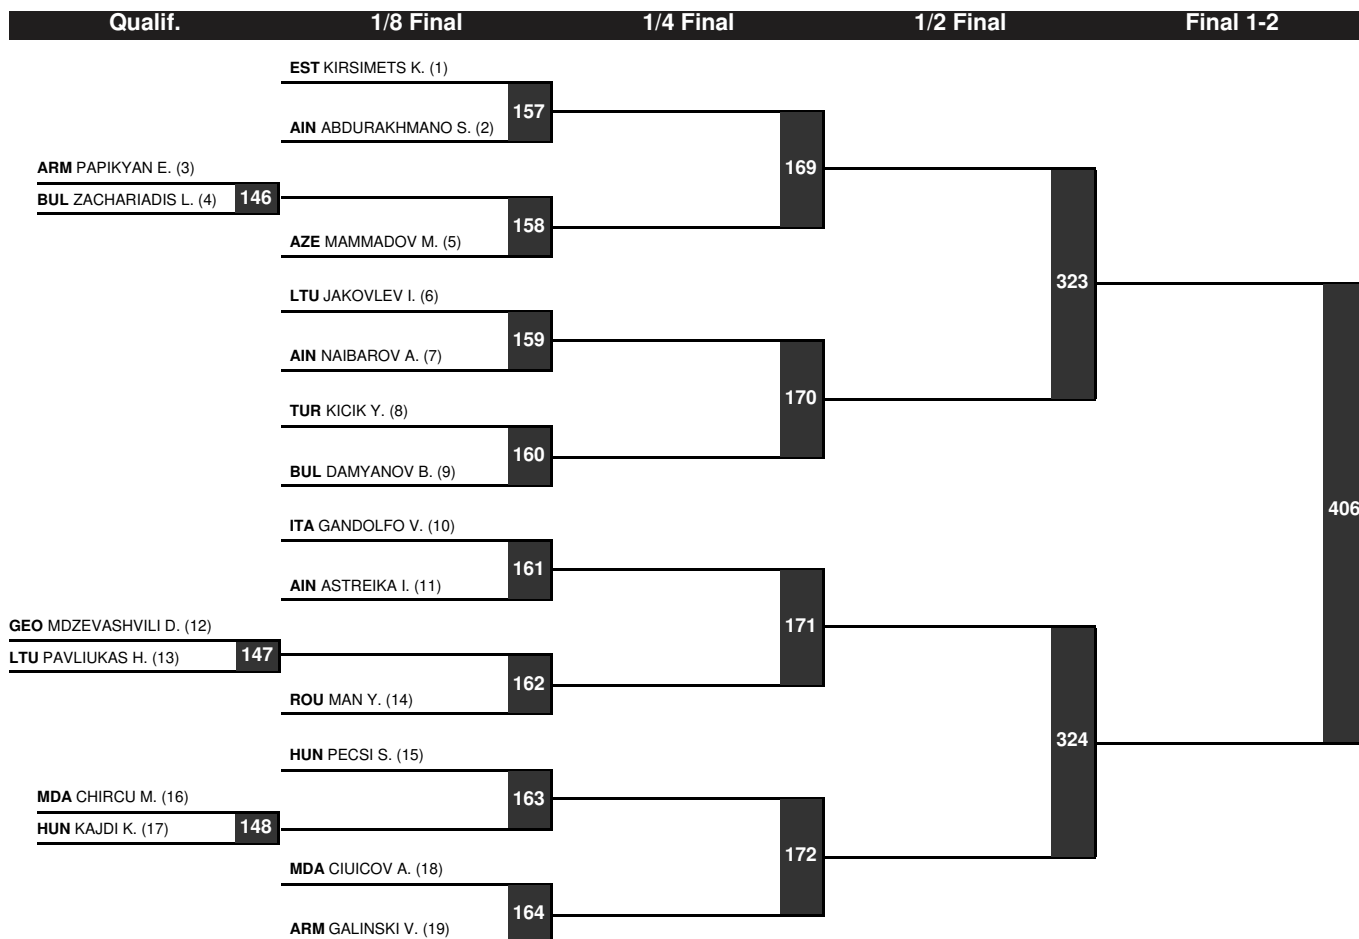 Qualif. 1/8 Final 1/4 Final 1/2 Final Final 1-2
EST KIRSIMETS K. (1)
157
AIN ABDURAKHMANO S. (2)
ARM PAPIKYAN E. (3)
169
BUL ZACHARIADIS L. (4) 146
158
AZE MAMMADOV M. (5)
323
LTU JAKOVLEV I. (6)
159
AIN NAIBAROV A. (7)
170
TUR KICIK Y. (8)
160
BUL DAMYANOV B. (9)
406
ITA GANDOLFO V. (10)
161
AIN ASTREIKA I. (11)
GEO MDZEVASHVILI D. (12)
171
LTU PAVLIUKAS H. (13) 147
162
ROU MAN Y. (14)
324
HUN PECSI S. (15)
MDA CHIRCU M. (16)
163
HUN KAJDI K. (17) 148
172
MDA CIUICOV A. (18)
164
ARM GALINSKI V. (19)